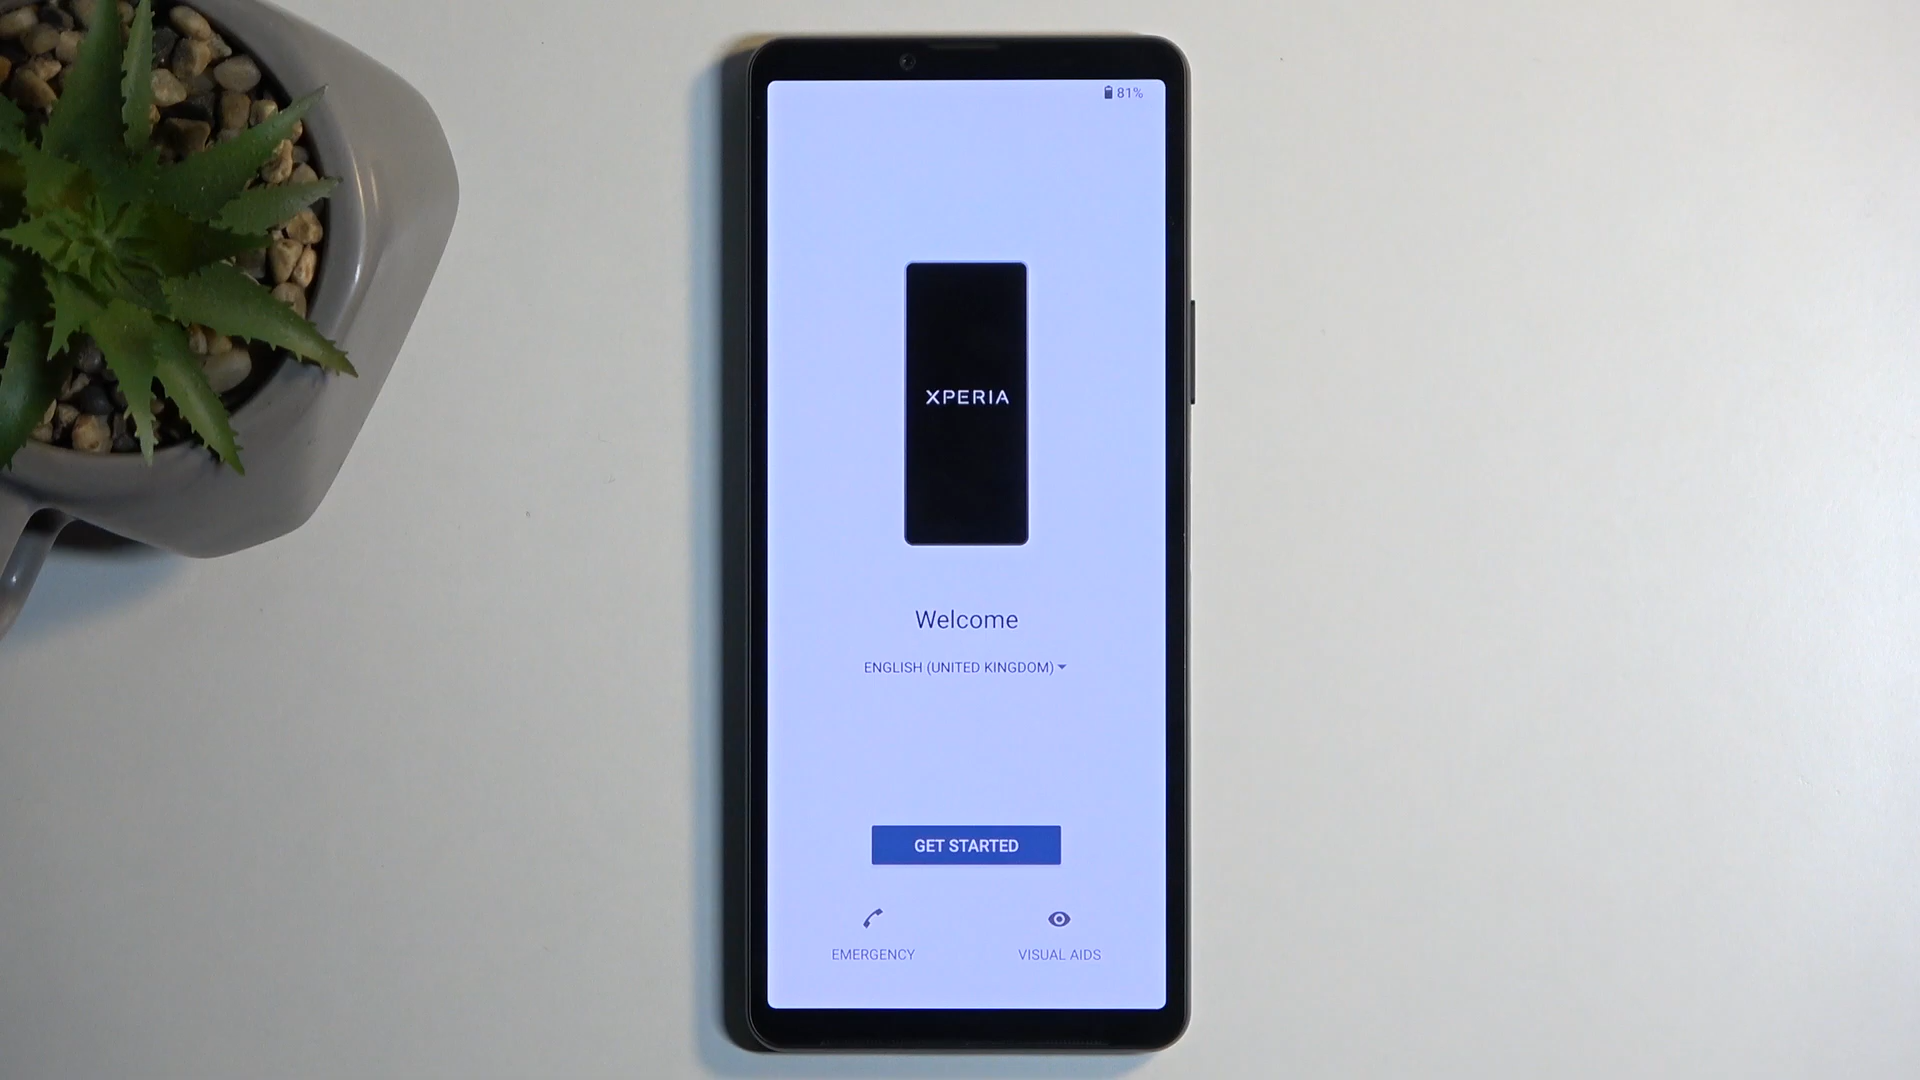 81%
XPERIA
Welcome
ENGLISH (UNITED KINGDOM)
GET STARTED
EMERGENCY
VISUAL AIDS